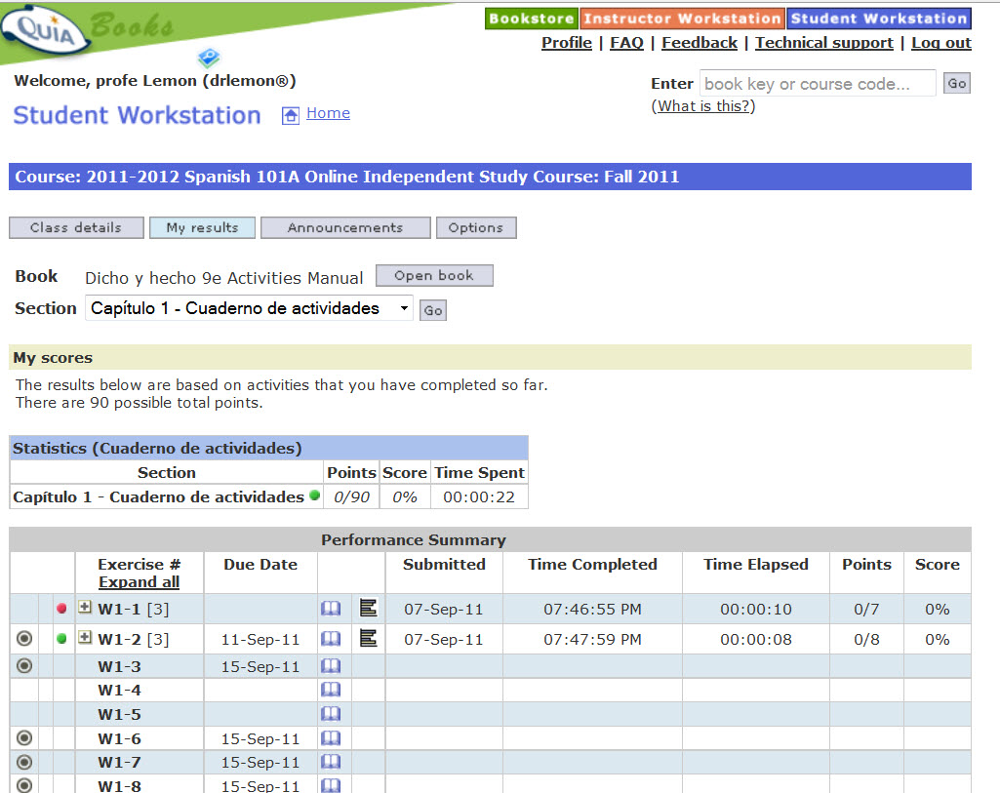 QUIA Books
Bookstore Instructor Workstation Student Workstation
Profile | FAQ | Feedback | Technical support | Log out
Welcome, profe Lemon (drlemon®)
Enter book key or course code... Go
(What is this?)
Student Workstation Home
Course: 2011-2012 Spanish 101A Online Independent Study Course: Fall 2011
Class details My results Announcements Options
Book Dicho y hecho 9e Activities Manual Open book
Section Capítulo 1 - Cuaderno de actividades Go
My scores
The results below are based on activities that you have completed so far.
There are 90 possible total points.
Statistics (Cuaderno de actividades)
Section Points Score Time Spent
Capítulo 1 - Cuaderno de actividades 0/90 0% 00:00:22
Performance Summary
Exercise # Due Date Submitted Time Completed Time Elapsed Points Score
Expand all
W1-1 [3] 07-Sep-11 07:46:55 PM 00:00:10 0/7 0%
W1-2 [3] 11-Sep-11 07-Sep-11 07:47:59 PM 00:00:08 0/8 0%
W1-3 15-Sep-11
W1-4
W1-5
W1-6 15-Sep-11
W1-7 15-Sep-11
W1-8 15-Sep-11